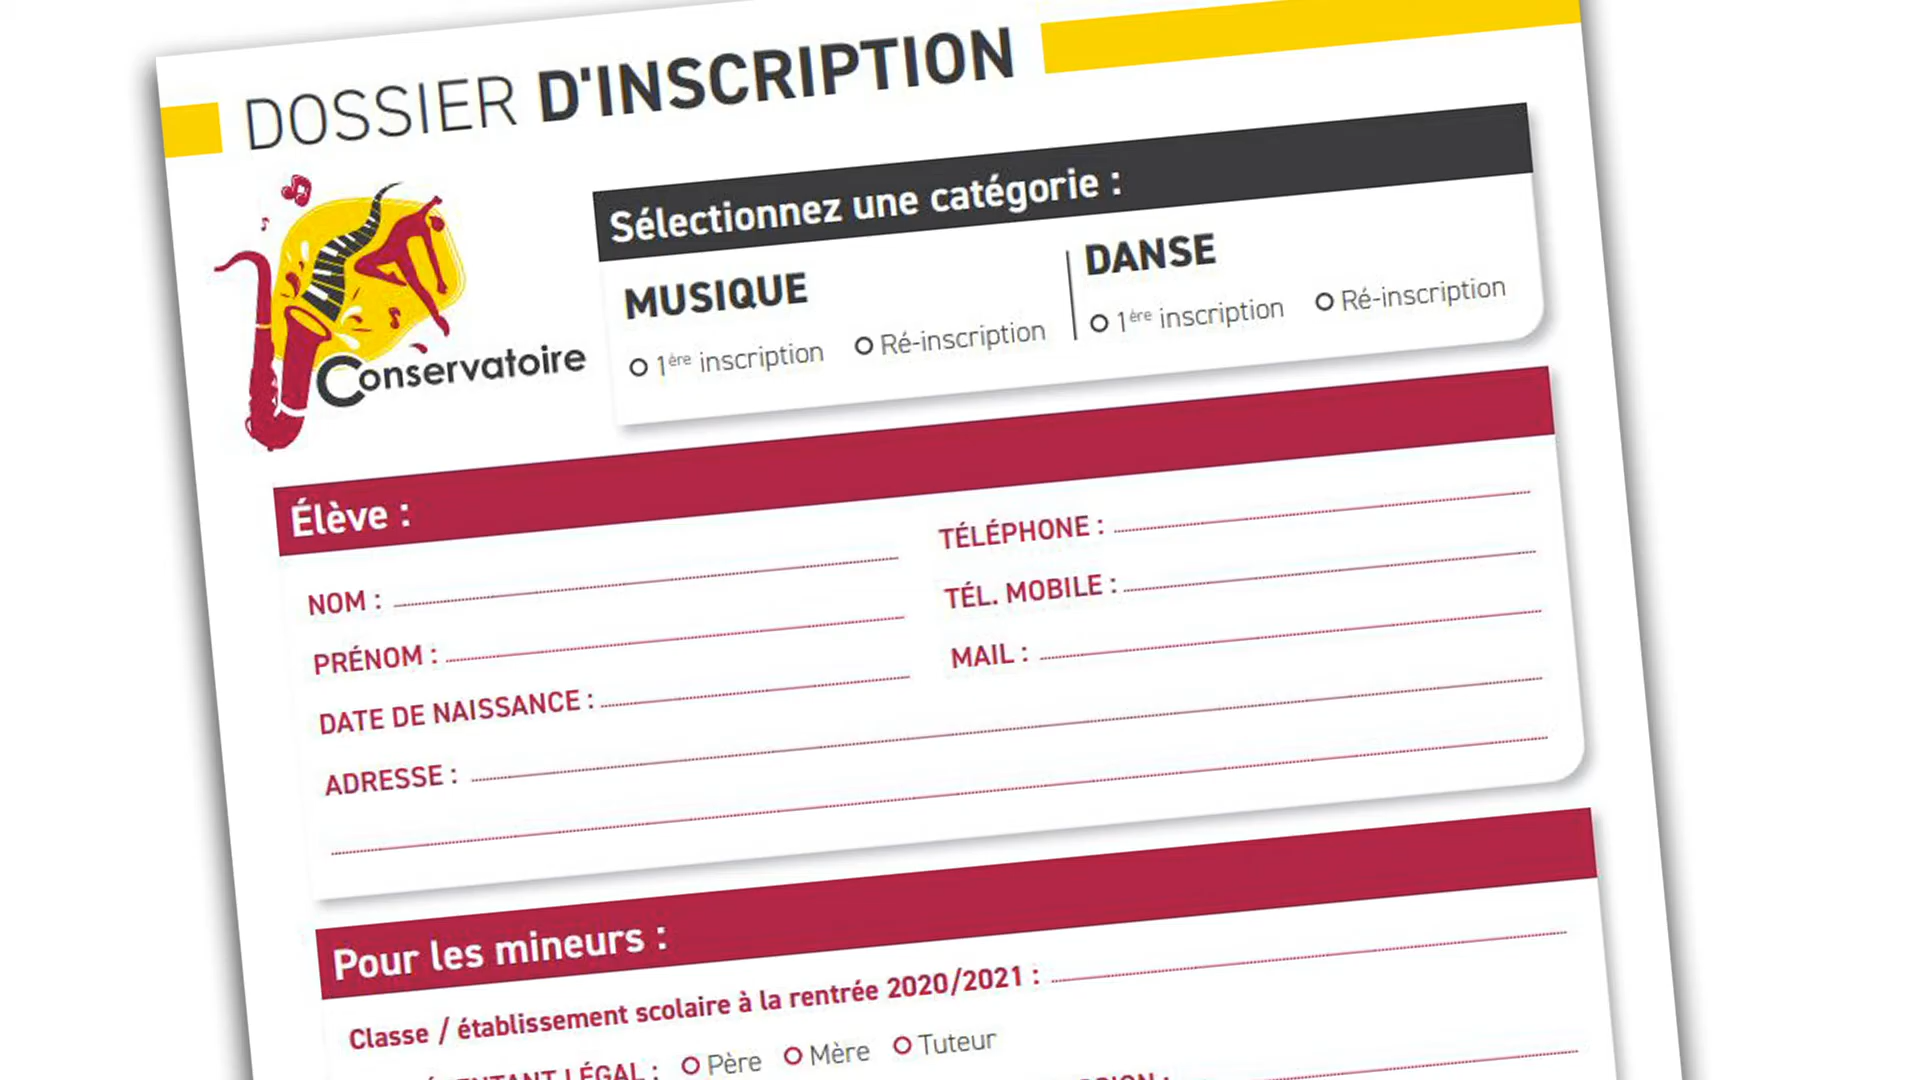 DOSSIER D'INSCRIPTION
Conservatoire
Sélectionnez une catégorie :
MUSIQUE
1ère inscription
Ré-inscription
DANSE
1ère inscription
Ré-inscription
Élève :
NOM :
PRÉNOM :
DATE DE NAISSANCE :
ADRESSE :
TÉLÉPHONE :
TÉL. MOBILE :
MAIL :
Pour les mineurs :
Classe / établissement scolaire à la rentrée 2020/2021 :
LÉGAL : Père Mère Tuteur